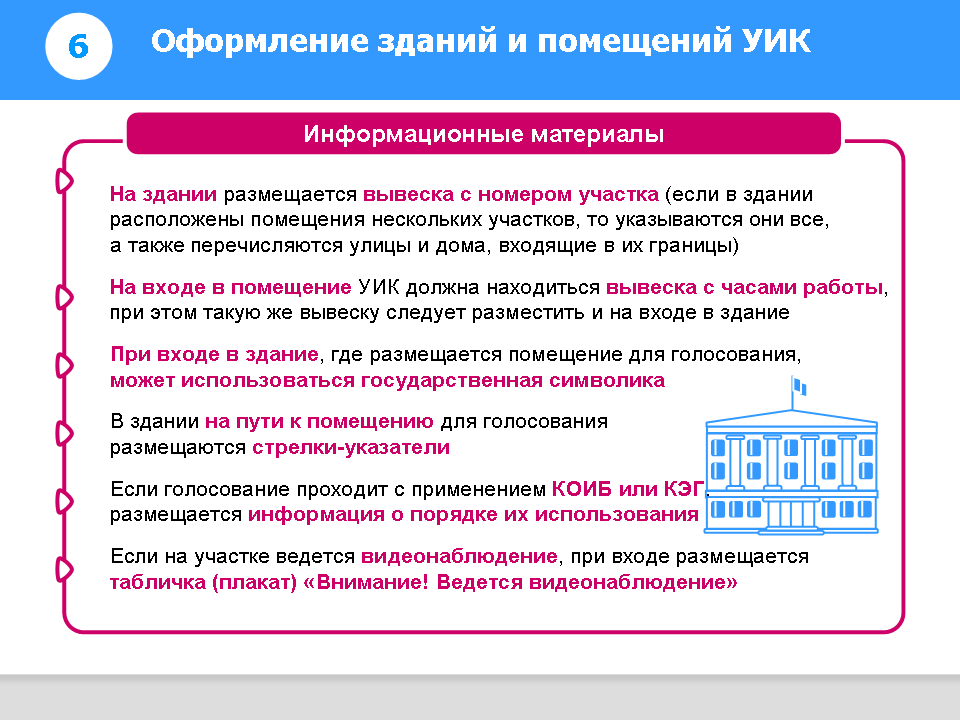 6
Оформление зданий и помещений УИК
Информационные материалы
На здании размещается вывеска с номером участка (если в здании
расположены помещения нескольких участков, то указываются они все,
а также перечисляются улицы и дома, входящие в их границы)
На входе в помещение УИК должна находиться вывеска с часами работы,
при этом такую же вывеску следует разместить и на входе в здание
При входе в здание, где размещается помещение для голосования,
может использоваться государственная символика
В здании на пути к помещению для голосования
размещаются стрелки-указатели
Если голосование проходит с применением КОИБ или КЭГ,
размещается информация о порядке их использования
Если на участке ведется видеонаблюдение, при входе размещается
табличка (плакат) «Внимание! Ведется видеонаблюдение»